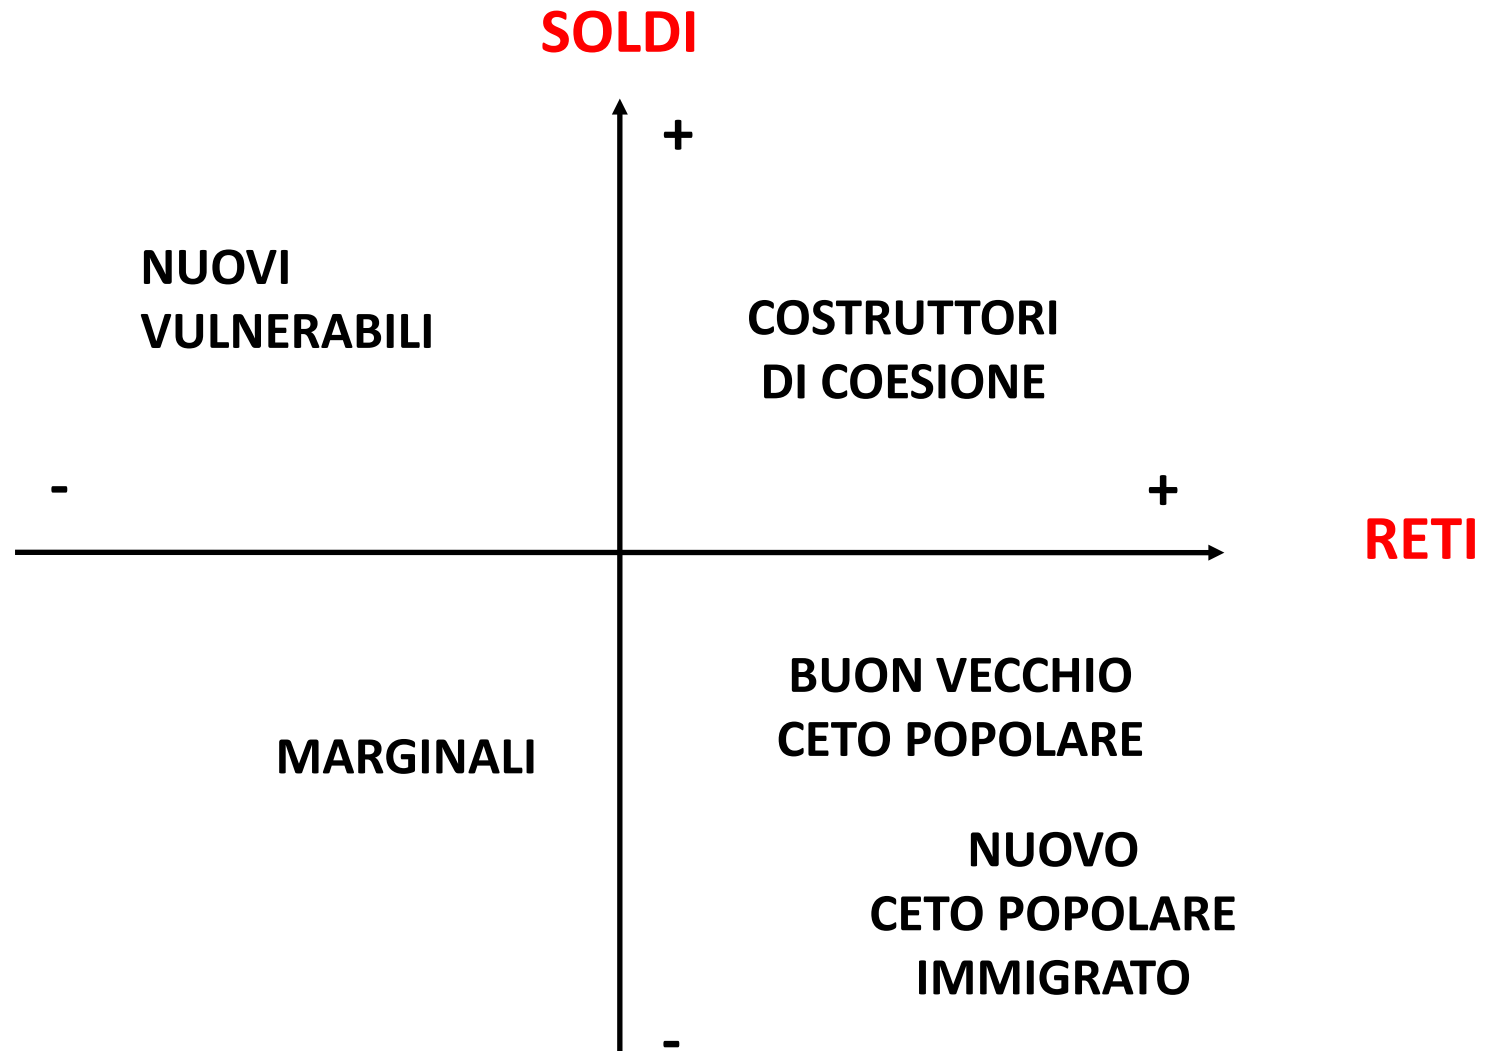 SOLDI
+
NUOVI
VULNERABILI
COSTRUTTORI
DI COESIONE
-
+
RETI
BUON VECCHIO
CETO POPOLARE
MARGINALI
NUOVO
CETO POPOLARE
IMMIGRATO
-